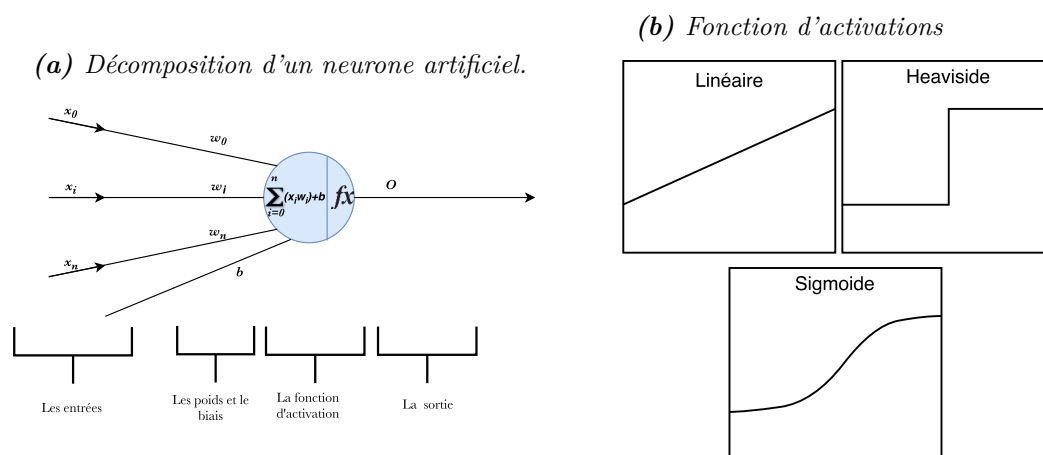 (a) Décomposition d'un neurone artificiel.
x₀
w₀
xᵢ
wᵢ
n
∑(xᵢwᵢ)+b
i=0
fx
O
wₙ
xₙ
b
Les entrées
Les poids et le
biais
La fonction
d'activation
La sortie
(b) Fonction d'activations
Linéaire
Heaviside
Sigmoide